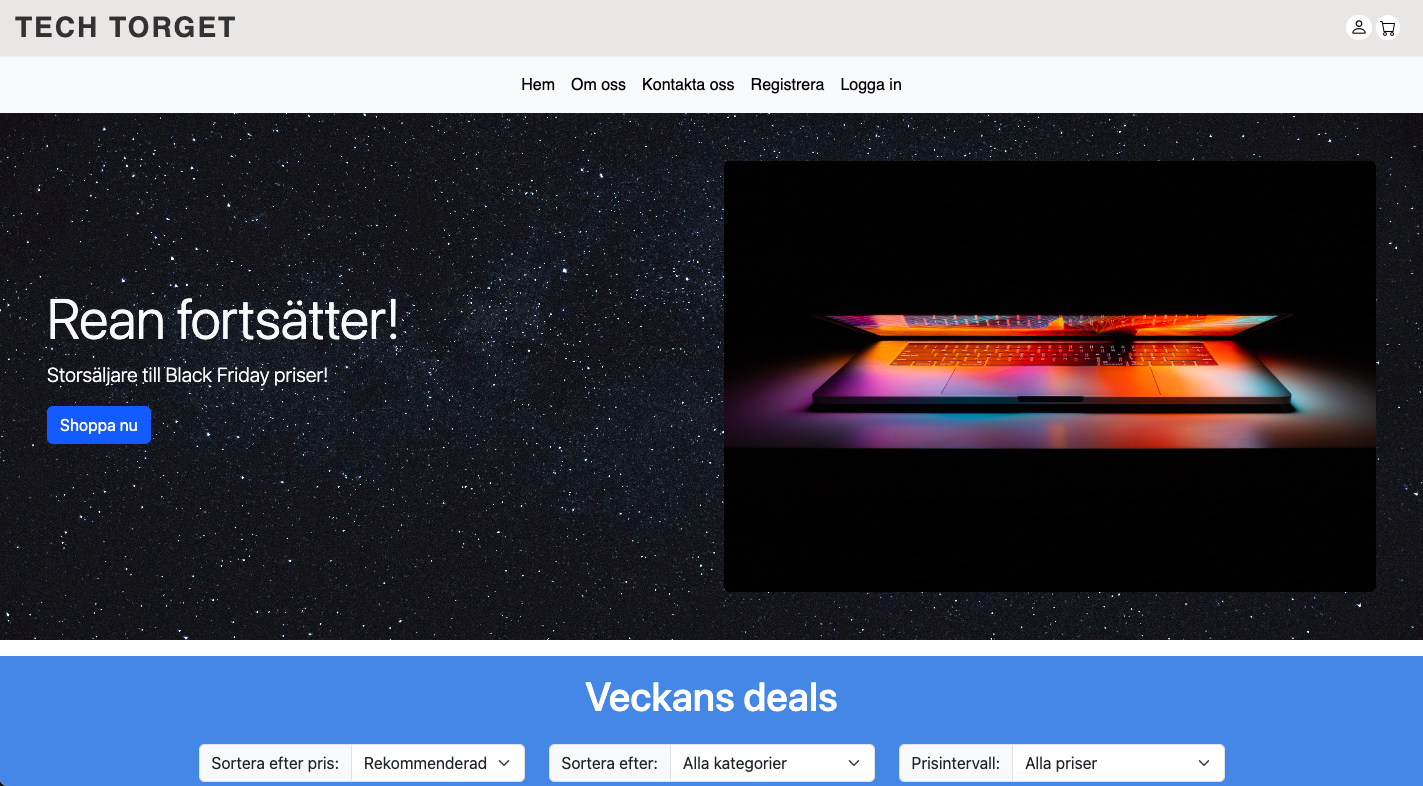 TECH TORGET
Hem Om oss Kontakta oss Registrera Logga in
Rean fortsätter!
Storsäljare till Black Friday priser!
Shoppa nu
Veckans deals
Sortera efter pris: Rekommenderad Sortera efter: Alla kategorier Prisintervall: Alla priser